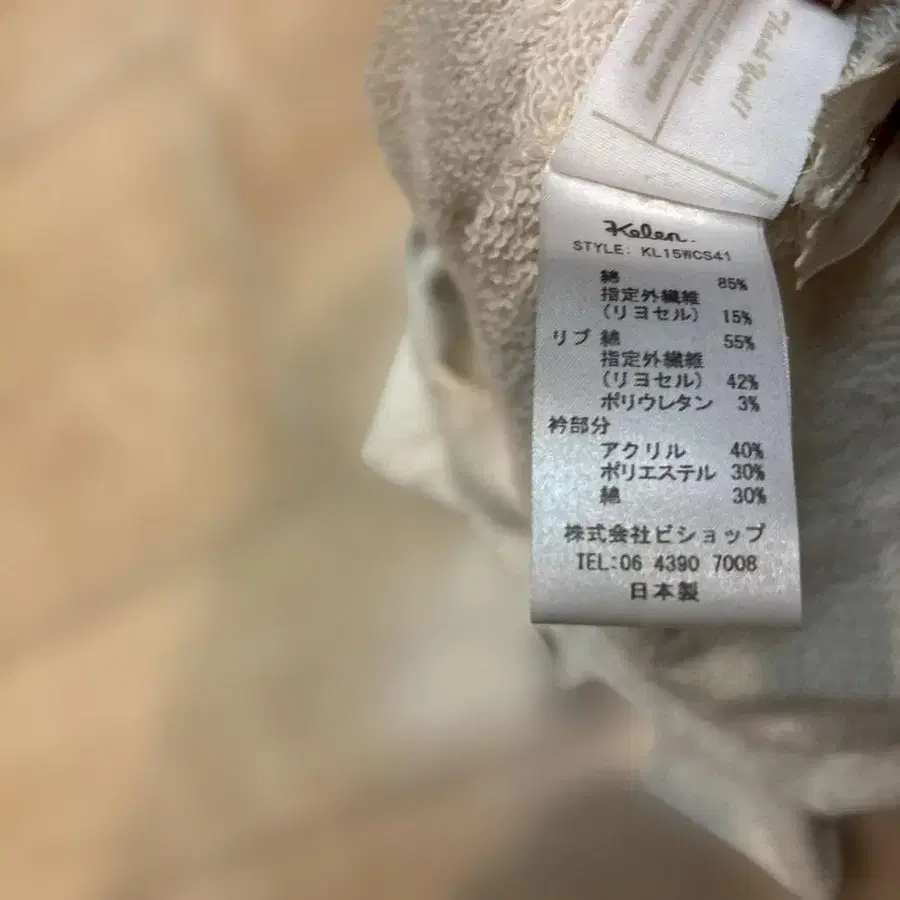 Thank You!!
Kelen.
STYLE: KL15WCS41
綿 85%
指定外繊維
(リヨセル) 15%
リブ 綿 55%
指定外繊維
(リヨセル) 42%
ポリウレタン 3%
衿部分
アクリル 40%
ポリエステル 30%
綿 30%
株式会社ビショップ
TEL:06 4390 7008
日本製